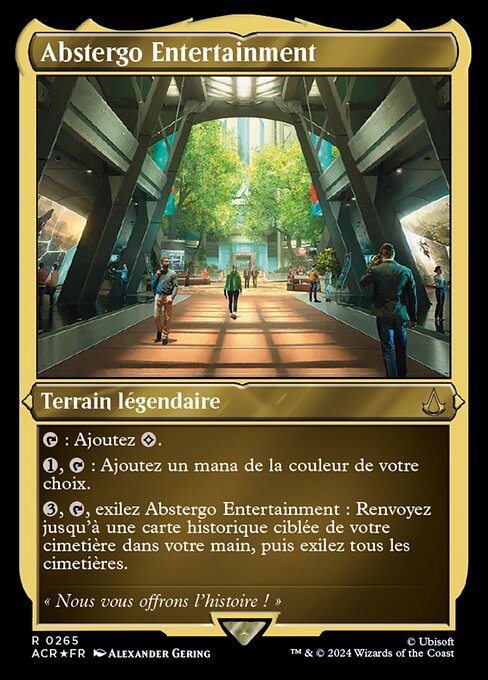 Abstergo Entertainment
Terrain légendaire
: Ajoutez .
1, : Ajoutez un mana de la couleur de votre
choix.
3, , exilez Abstergo Entertainment : Renvoyez
jusqu'à une carte historique ciblée de votre
cimetière dans votre main, puis exilez tous les
cimetières.
« Nous vous offrons l'histoire ! »
R 0265
ACR★FR Alexander Gering
© Ubisoft
™ & © 2024 Wizards of the Coast